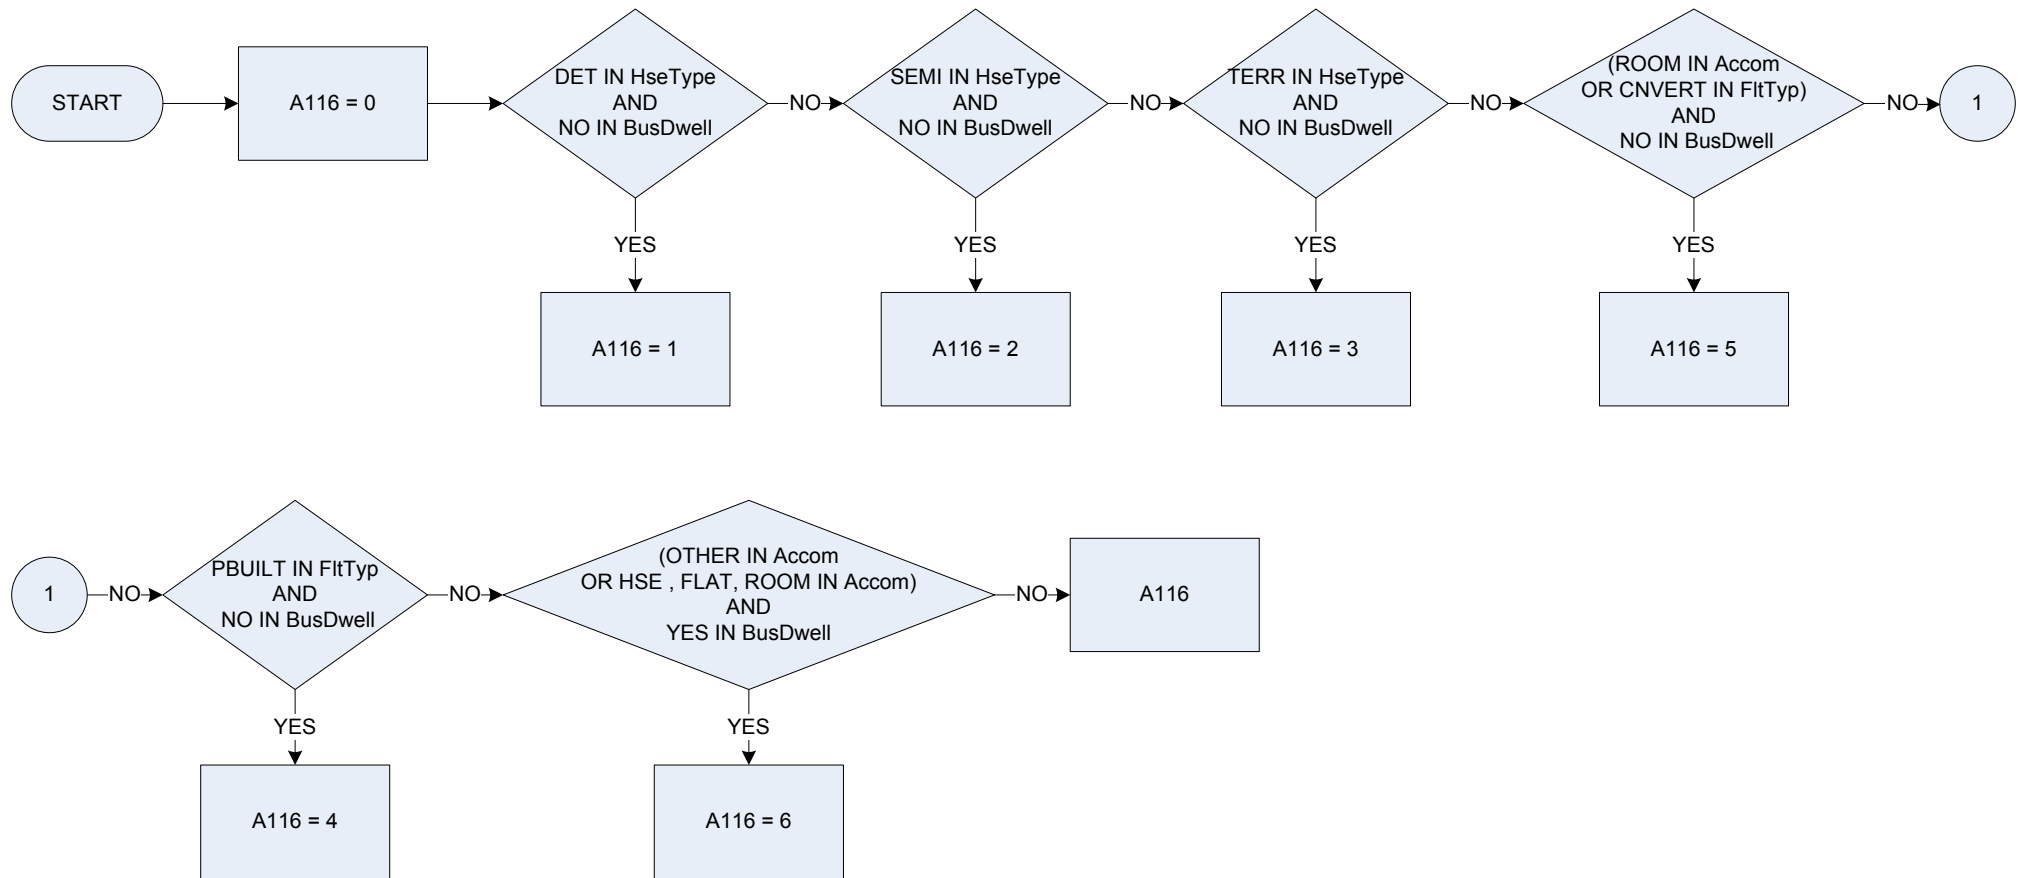 START
A116 = 0
DET IN HseType
AND
NO IN BusDwell
NO
SEMI IN HseType
AND
NO IN BusDwell
NO
TERR IN HseType
AND
NO IN BusDwell
NO
(ROOM IN Accom
OR CNVERT IN FltTyp)
AND
NO IN BusDwell
NO
1
YES
YES
YES
YES
A116 = 1
A116 = 2
A116 = 3
A116 = 5
1
NO
PBUILT IN FltTyp
AND
NO IN BusDwell
NO
(OTHER IN Accom
OR HSE , FLAT, ROOM IN Accom)
AND
YES IN BusDwell
NO
A116
YES
YES
A116 = 4
A116 = 6